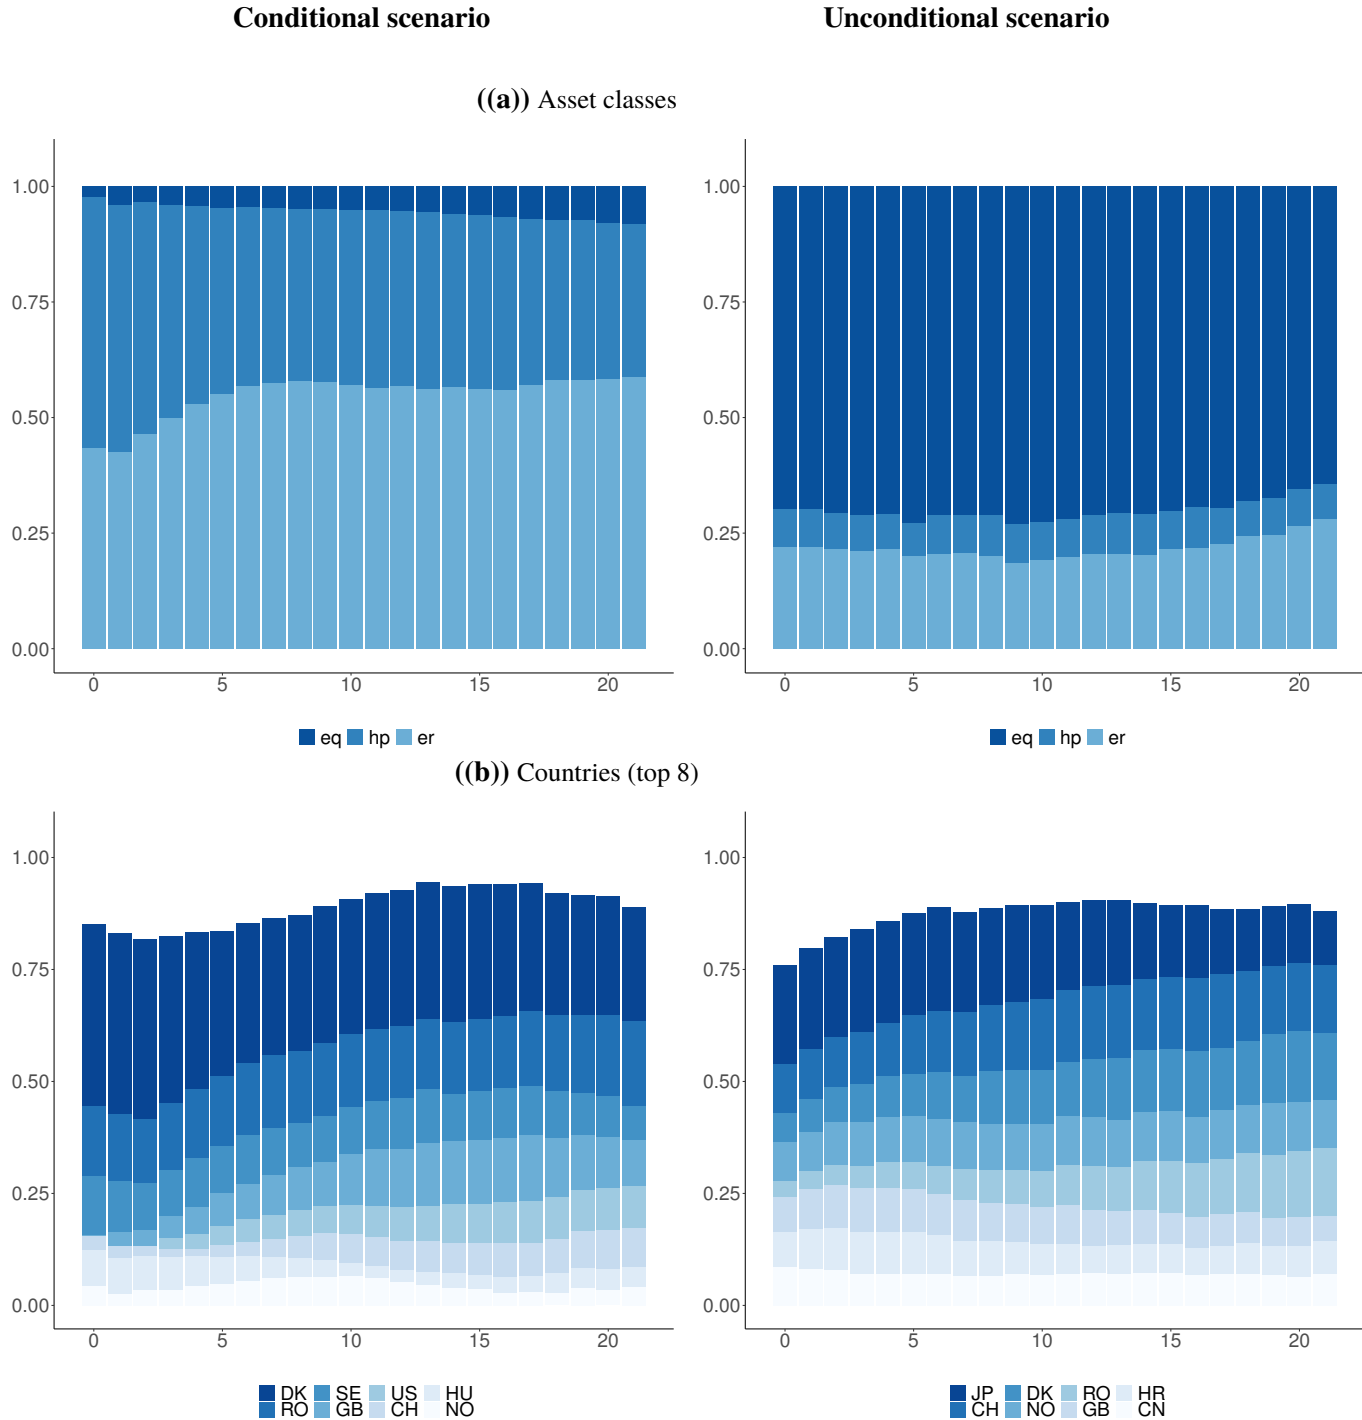 Conditional scenario Unconditional scenario
((a)) Asset classes
1.00 1.00
0.75 0.75
0.50 0.50
0.25 0.25
0.00 0.00
0 5 10 15 20 0 5 10 15 20
eq hp er eq hp er
((b)) Countries (top 8)
1.00 1.00
0.75 0.75
0.50 0.50
0.25 0.25
0.00 0.00
0 5 10 15 20 0 5 10 15 20
DK SE US HU JP DK RO HR
RO GB CH NO CH NO GB CN